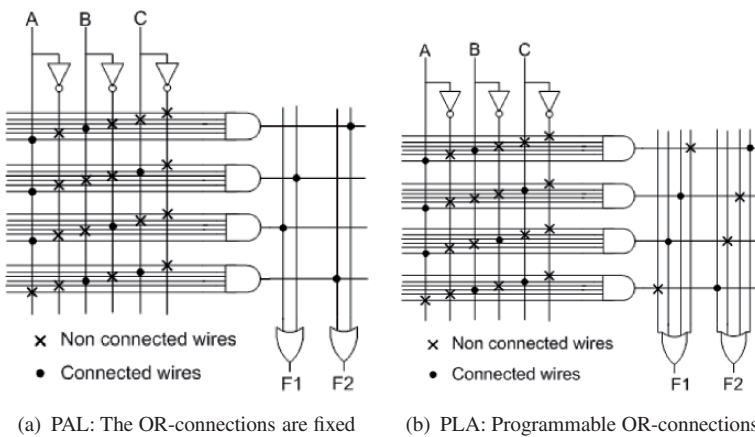 A B C
A B C
× Non connected wires
● Connected wires
F1 F2
× Non connected wires
● Connected wires
F1 F2
(a) PAL: The OR-connections are fixed
(b) PLA: Programmable OR-connections